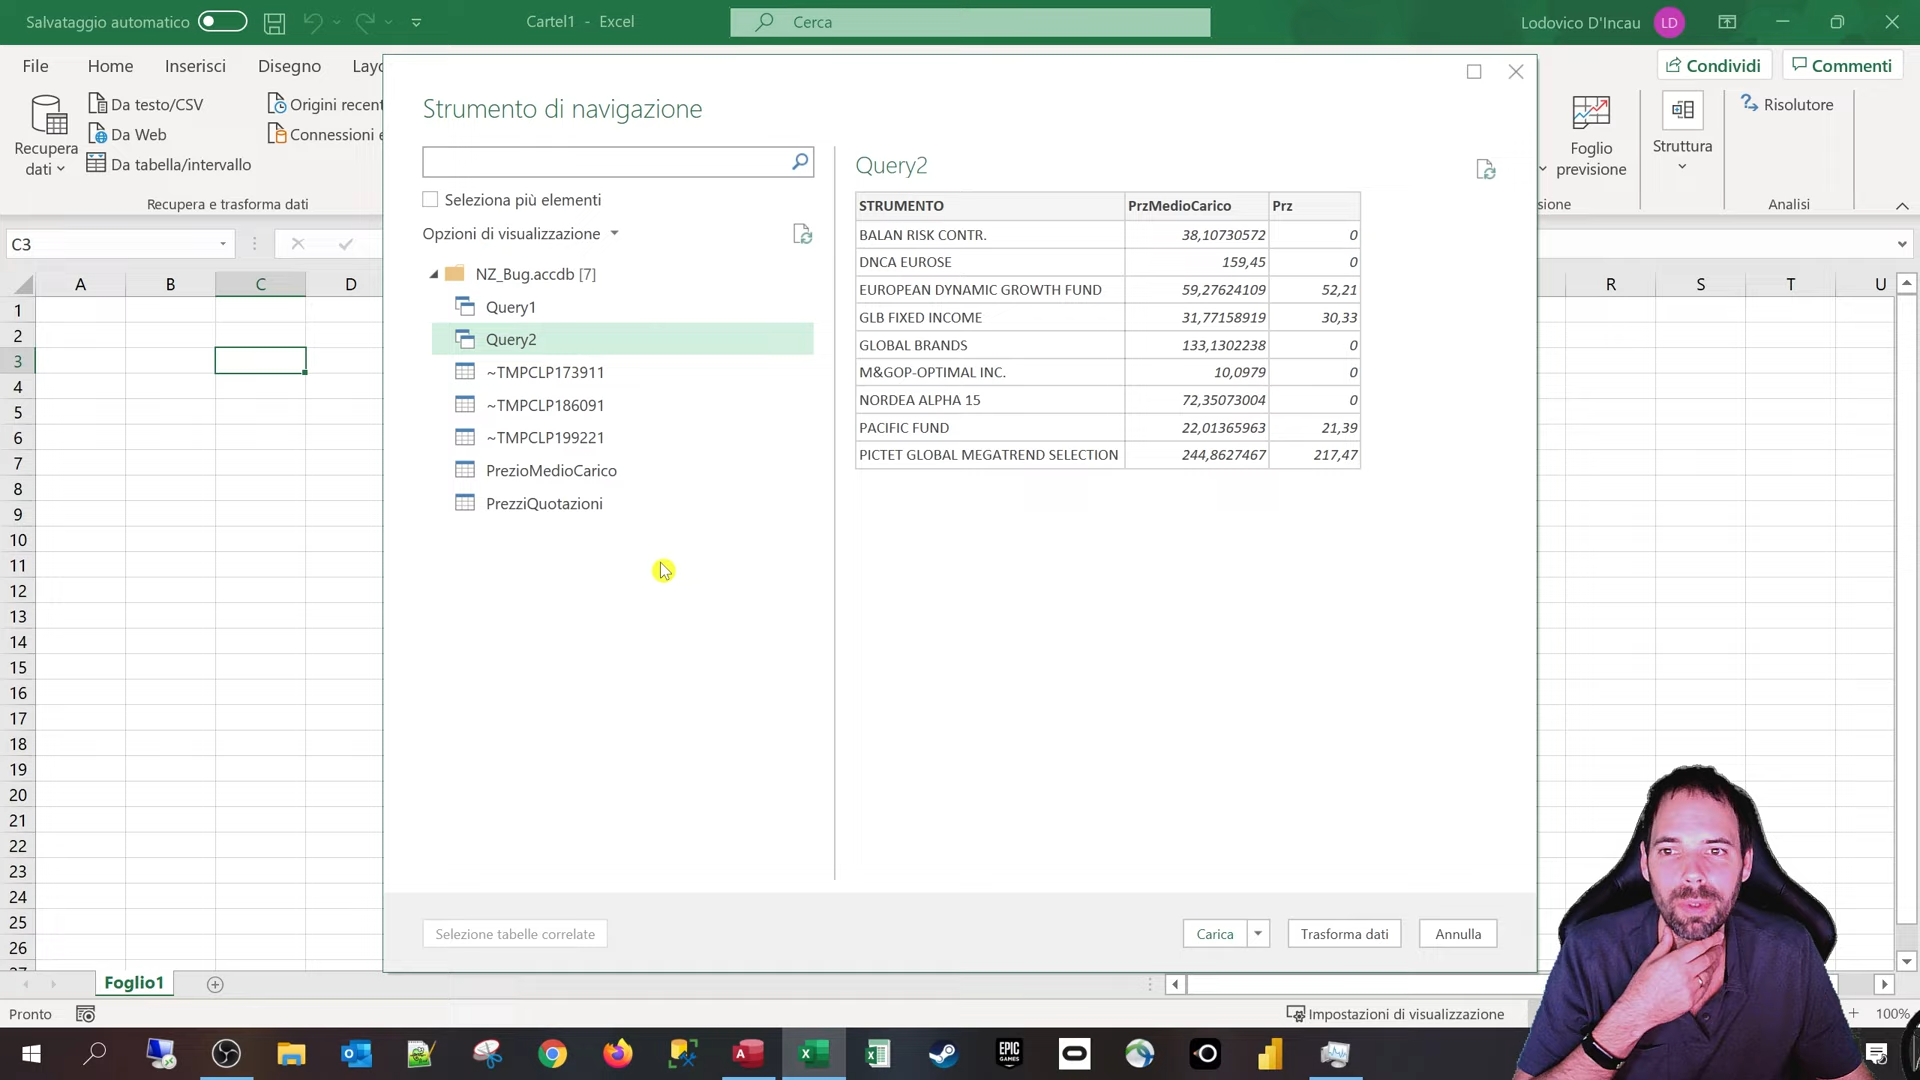 Salvataggio automatico
Cartel1 - Excel
Cerca
Lodovico D'Incau
LD
File
Home
Inserisci
Disegno
Condividi
Commenti
Recupera
dati
Da testo/CSV
Da Web
Da tabella/intervallo
Origini recent
Connessioni e
Recupera e trasforma dati
Foglio
previsione
Struttura
Risolutore
sione
Analisi
C3
A B C D R S T U
1
2
3
4
5
6
7
8
9
10
11
12
13
14
15
16
17
18
19
20
21
22
23
24
25
26
Strumento di navigazione
Seleziona più elementi
Opzioni di visualizzazione
NZ_Bug.accdb [7]
Query1
Query2
~TMPCLP173911
~TMPCLP186091
~TMPCLP199221
PrezioMedioCarico
PrezziQuotazioni
Query2
STRUMENTO PrzMedioCarico Prz
BALAN RISK CONTR. 38,10730572 0
DNCA EUROSE 159,45 0
EUROPEAN DYNAMIC GROWTH FUND 59,27624109 52,21
GLB FIXED INCOME 31,77158919 30,33
GLOBAL BRANDS 133,1302238 0
M&GOP-OPTIMAL INC. 10,0979 0
NORDEA ALPHA 15 72,35073004 0
PACIFIC FUND 22,01365963 21,39
PICTET GLOBAL MEGATREND SELECTION 244,8627467 217,47
Selezione tabelle correlate
Carica
Trasforma dati
Annulla
Foglio1
Pronto
Impostazioni di visualizzazione
100%
EPIC
GAMES